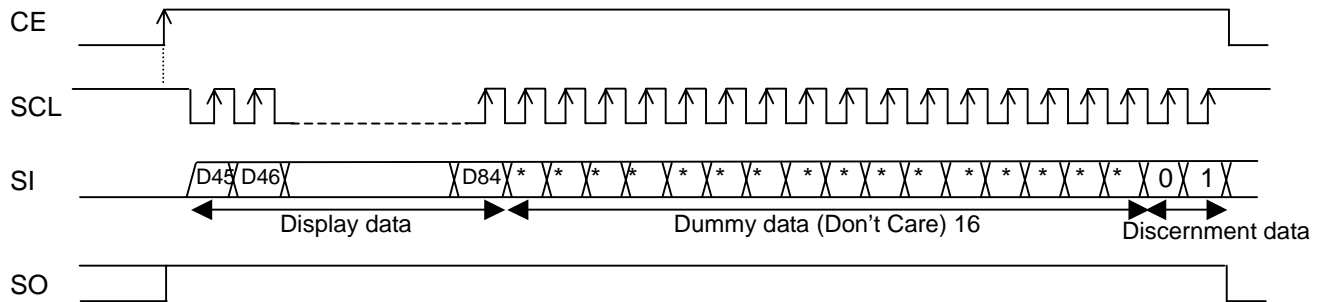 CE
SCL
SI D45 D46 D84 * * * * * * * * * * * * * * * * 0 1
Display data Dummy data (Don't Care) 16 Discernment data
SO